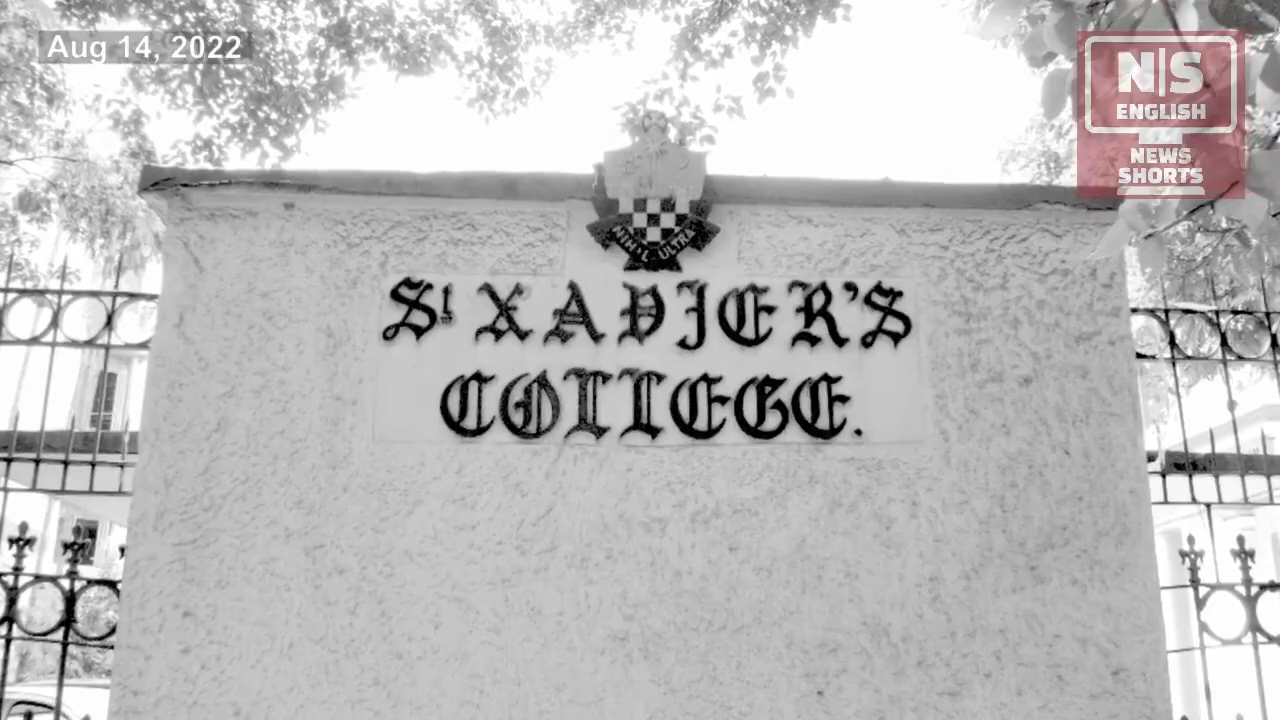 Aug 14, 2022
N|S
ENGLISH
NEWS
SHORTS
NIHIL ULTRA
St XAVIER'S
COLLEGE.